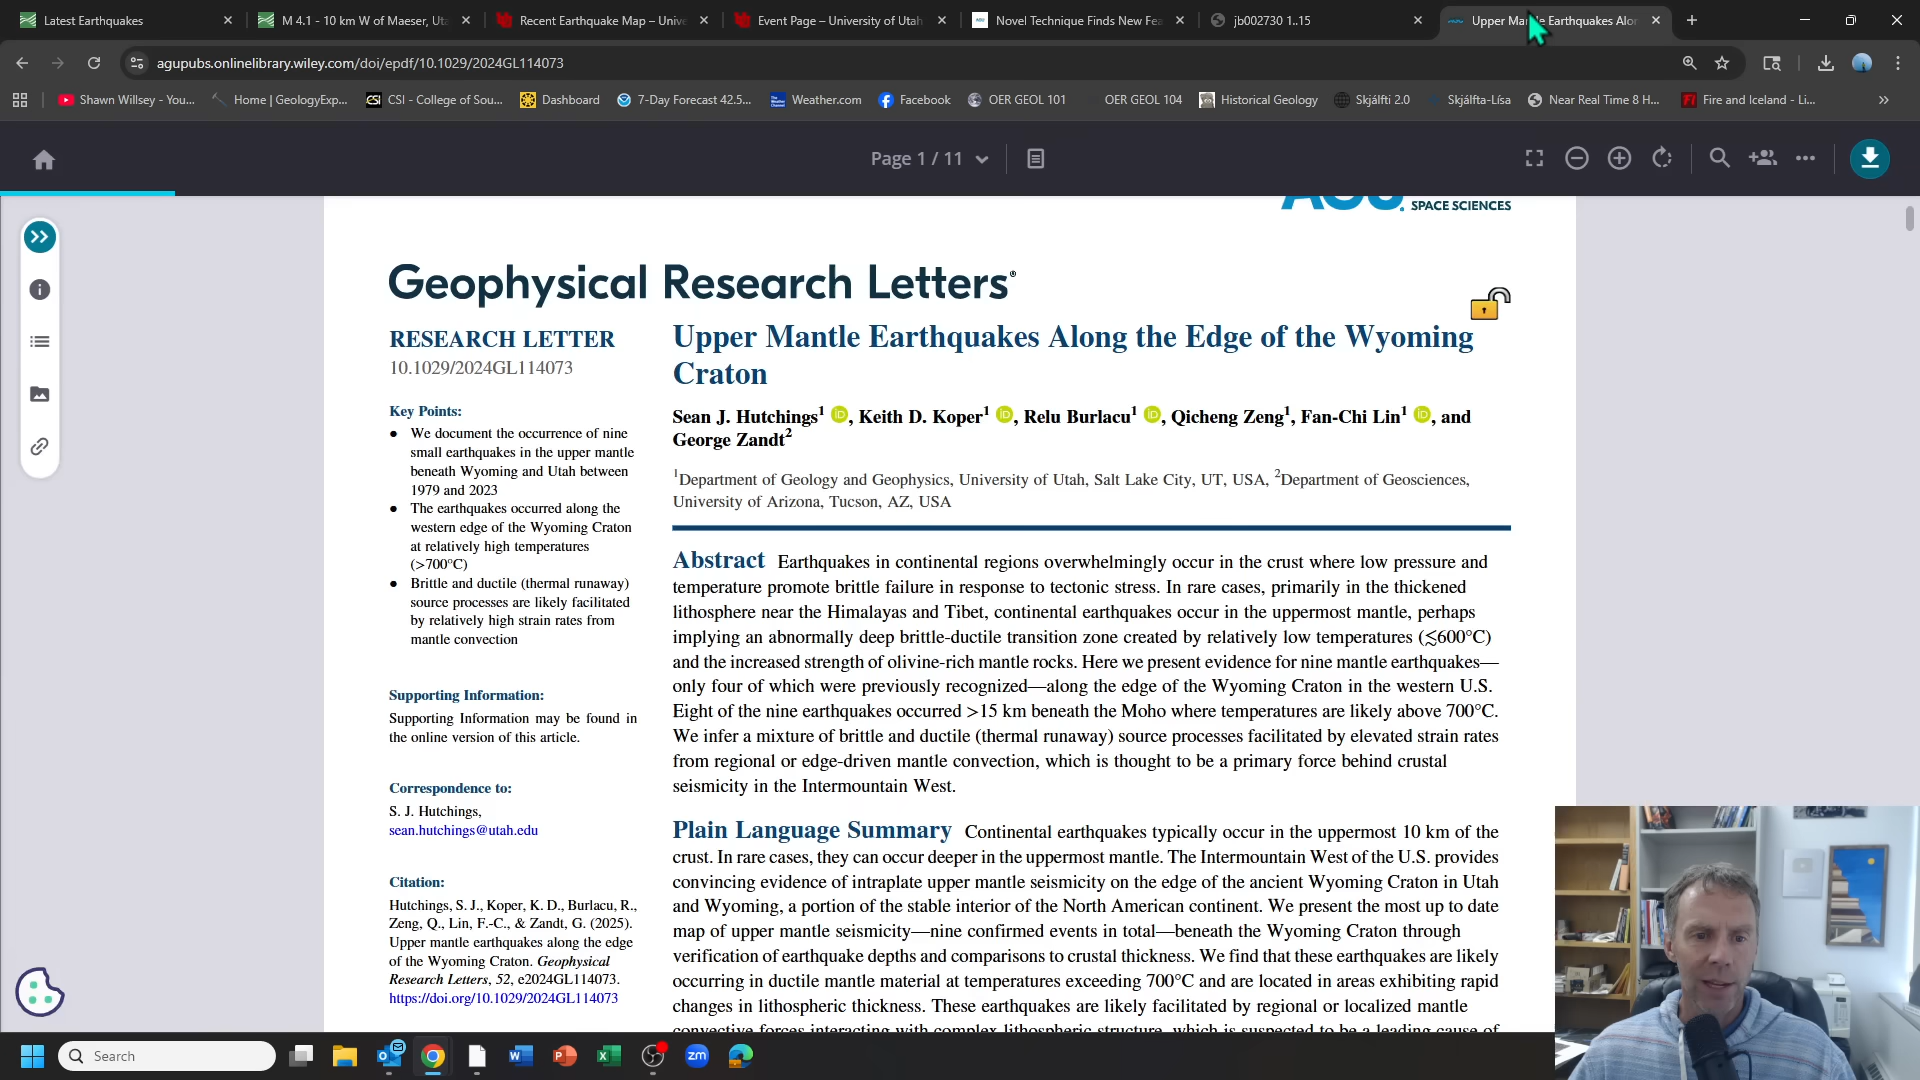 Latest Earthquakes
M 4.1 - 10 km W of Maeser, Uta
Recent Earthquake Map – Unive
Event Page – University of Utah
Novel Technique Finds New Fea
jb002730 1..15
Upper Mantle Earthquakes Alon
agupubs.onlinelibrary.wiley.com/doi/epdf/10.1029/2024GL114073
Shawn Willsey - You...
Home | GeologyExp...
CSI - College of Sou...
Dashboard
7-Day Forecast 42.5...
Weather.com
Facebook
OER GEOL 101
OER GEOL 104
Historical Geology
Skjálfti 2.0
Skjálfta-Lísa
Near Real Time 8 H...
Fire and Iceland - Li...
Page 1 / 11
AGU SPACE SCIENCES
Geophysical Research Letters®
RESEARCH LETTER
10.1029/2024GL114073
Key Points:
• We document the occurrence of nine
small earthquakes in the upper mantle
beneath Wyoming and Utah between
1979 and 2023
• The earthquakes occurred along the
western edge of the Wyoming Craton
at relatively high temperatures
(>700°C)
• Brittle and ductile (thermal runaway)
source processes are likely facilitated
by relatively high strain rates from
mantle convection
Supporting Information:
Supporting Information may be found in
the online version of this article.
Correspondence to:
S. J. Hutchings,
sean.hutchings@utah.edu
Citation:
Hutchings, S. J., Koper, K. D., Burlacu, R.,
Zeng, Q., Lin, F.-C., & Zandt, G. (2025).
Upper mantle earthquakes along the edge
of the Wyoming Craton. Geophysical
Research Letters, 52, e2024GL114073.
https://doi.org/10.1029/2024GL114073
Upper Mantle Earthquakes Along the Edge of the Wyoming
Craton
Sean J. Hutchings1 iD, Keith D. Koper1 iD, Relu Burlacu1 iD, Qicheng Zeng1, Fan-Chi Lin1 iD, and
George Zandt2
1Department of Geology and Geophysics, University of Utah, Salt Lake City, UT, USA, 2Department of Geosciences,
University of Arizona, Tucson, AZ, USA
Abstract Earthquakes in continental regions overwhelmingly occur in the crust where low pressure and
temperature promote brittle failure in response to tectonic stress. In rare cases, primarily in the thickened
lithosphere near the Himalayas and Tibet, continental earthquakes occur in the uppermost mantle, perhaps
implying an abnormally deep brittle-ductile transition zone created by relatively low temperatures (≲600°C)
and the increased strength of olivine-rich mantle rocks. Here we present evidence for nine mantle earthquakes—
only four of which were previously recognized—along the edge of the Wyoming Craton in the western U.S.
Eight of the nine earthquakes occurred >15 km beneath the Moho where temperatures are likely above 700°C.
We infer a mixture of brittle and ductile (thermal runaway) source processes facilitated by elevated strain rates
from regional or edge-driven mantle convection, which is thought to be a primary force behind crustal
seismicity in the Intermountain West.
Plain Language Summary Continental earthquakes typically occur in the uppermost 10 km of the
crust. In rare cases, they can occur deeper in the uppermost mantle. The Intermountain West of the U.S. provides
convincing evidence of intraplate upper mantle seismicity on the edge of the ancient Wyoming Craton in Utah
and Wyoming, a portion of the stable interior of the North American continent. We present the most up to date
map of upper mantle seismicity—nine confirmed events in total—beneath the Wyoming Craton through
verification of earthquake depths and comparisons to crustal thickness. We find that these earthquakes are likely
occurring in ductile mantle material at temperatures exceeding 700°C and are located in areas exhibiting rapid
changes in lithospheric thickness. These earthquakes are likely facilitated by regional or localized mantle
convective forces interacting with complex lithospheric structure, which is suspected to be a leading cause of
Search
zm